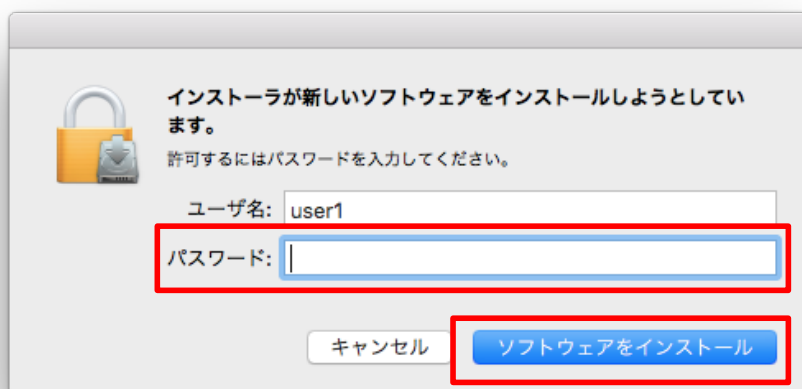 インストーラが新しいソフトウェアをインストールしようとしてい
ます。
許可するにはパスワードを入力してください。
ユーザ名: user1
パスワード:
キャンセル ソフトウェアをインストール